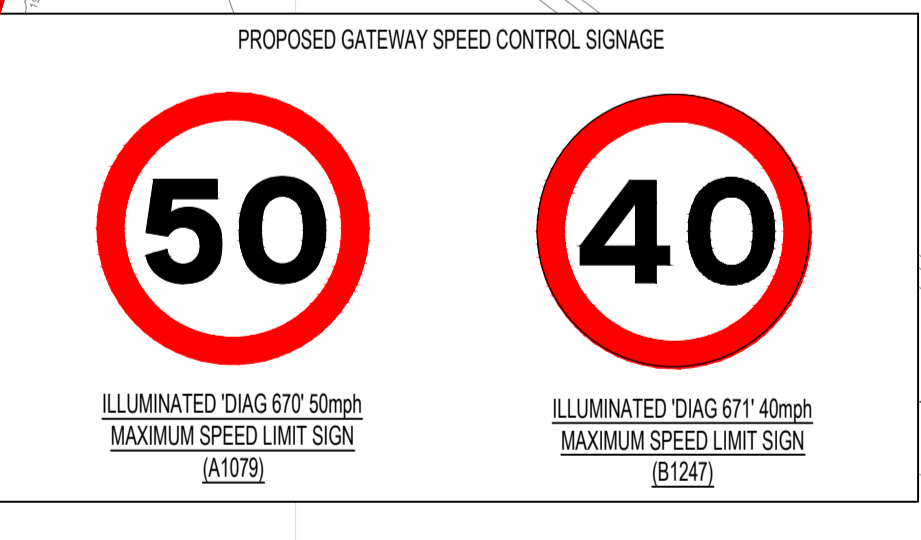 PROPOSED GATEWAY SPEED CONTROL SIGNAGE
50
ILLUMINATED 'DIAG 670' 50mph
MAXIMUM SPEED LIMIT SIGN
(A1079)
40
ILLUMINATED 'DIAG 671' 40mph
MAXIMUM SPEED LIMIT SIGN
(B1247)